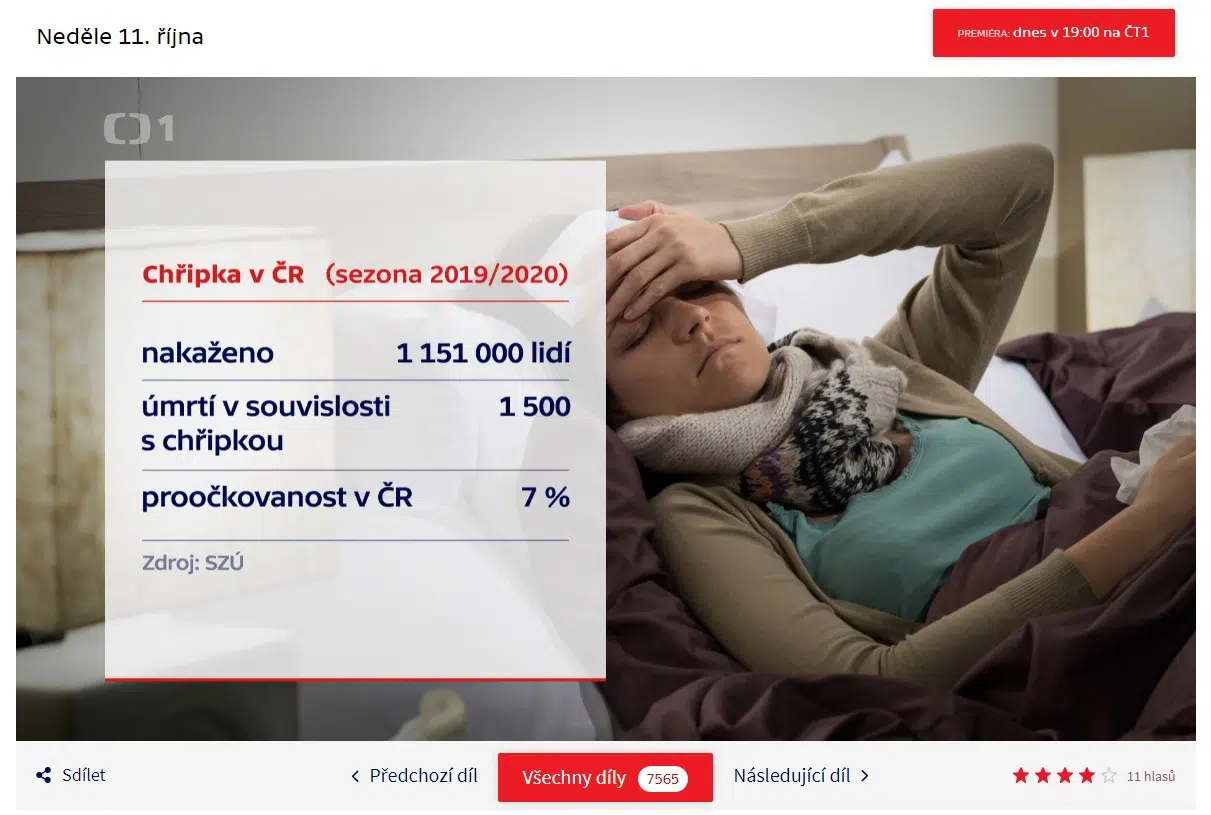 Neděle 11. října
PREMIÉRA: dnes v 19:00 na ČT1
1
Chřipka v ČR (sezona 2019/2020)
nakaženo 1 151 000 lidí
úmrtí v souvislosti 1 500
s chřipkou
proočkovanost v ČR 7 %
Zdroj: SZÚ
Sdílet
Předchozí díl
Všechny díly 7565
Následující díl
11 hlasů